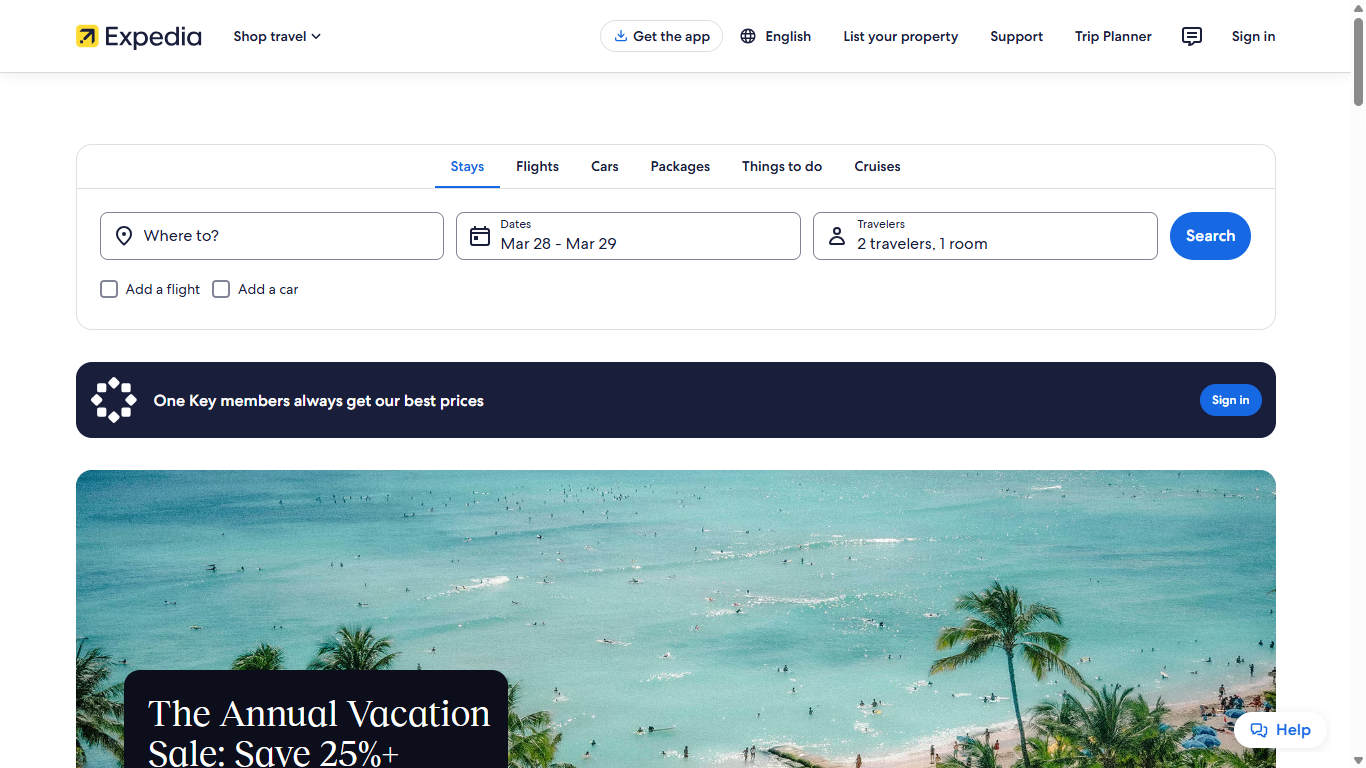 Expedia
Shop travel
Get the app
English
List your property
Support
Trip Planner
Sign in
Stays
Flights
Cars
Packages
Things to do
Cruises
Where to?
Dates
Mar 28 - Mar 29
Travelers
2 travelers, 1 room
Search
Add a flight
Add a car
One Key members always get our best prices
Sign in
The Annual Vacation
Sale: Save 25%+
Help